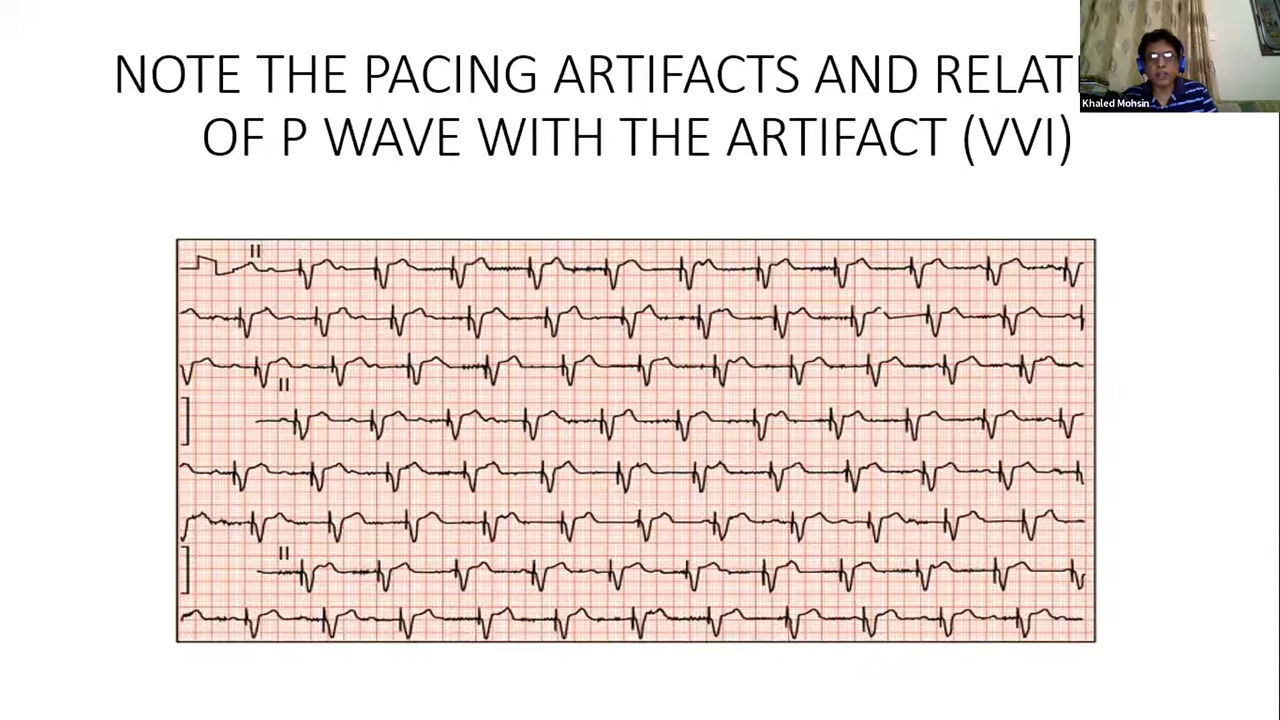 NOTE THE PACING ARTIFACTS AND RELAT
OF P WAVE WITH THE ARTIFACT (VVI)
Khaled Mohsin
II
II
II